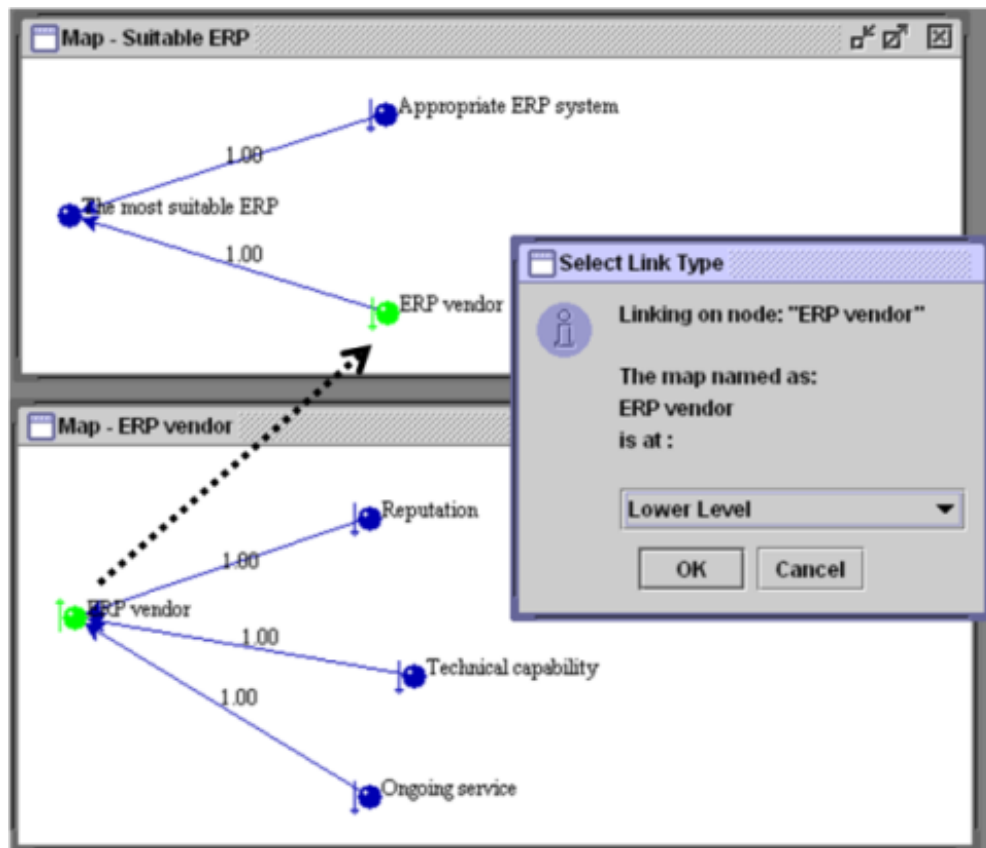 Map - Suitable ERP
Appropriate ERP system
1.00
The most suitable ERP
1.00
ERP vendor
Select Link Type
Linking on node: "ERP vendor"
The map named as:
ERP vendor
is at :
Lower Level
OK Cancel
Map - ERP vendor
Reputation
1.00
ERP vendor
1.00
Technical capability
1.00
Ongoing service